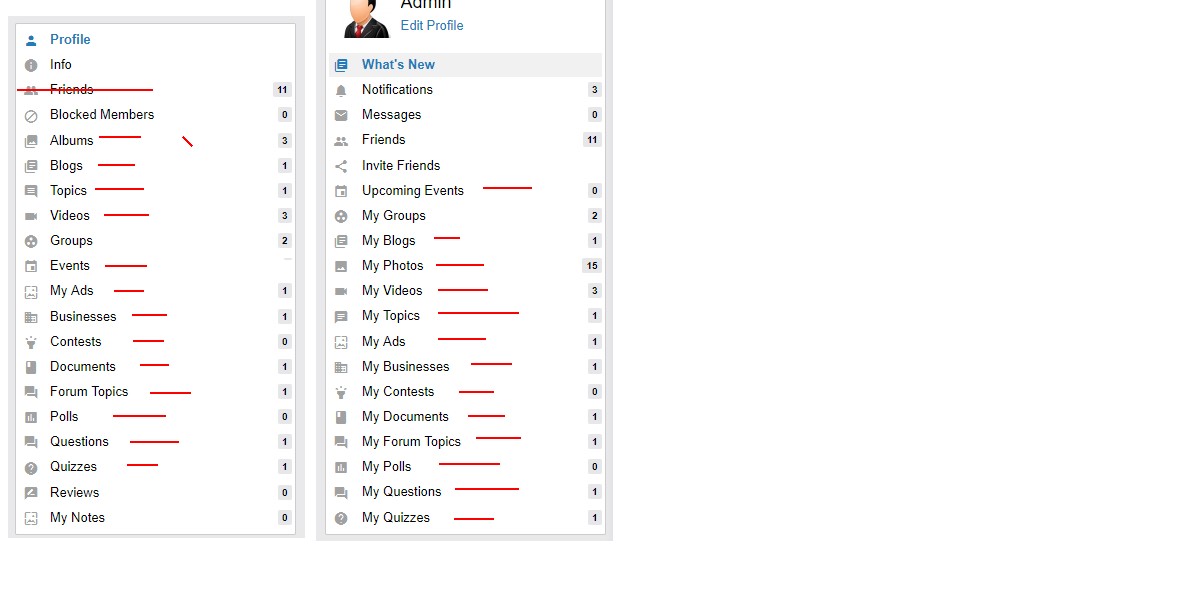 Profile
Info
Friends 11
Blocked Members 0
Albums 3
Blogs 1
Topics 1
Videos 3
Groups 2
Events
My Ads 1
Businesses 1
Contests 0
Documents 1
Forum Topics 1
Polls 0
Questions 1
Quizzes 1
Reviews 0
My Notes 0
Admin
Edit Profile
What's New
Notifications 3
Messages 0
Friends 11
Invite Friends
Upcoming Events 0
My Groups 2
My Blogs 1
My Photos 15
My Videos 3
My Topics 1
My Ads 1
My Businesses 1
My Contests 0
My Documents 1
My Forum Topics 1
My Polls 0
My Questions 1
My Quizzes 1